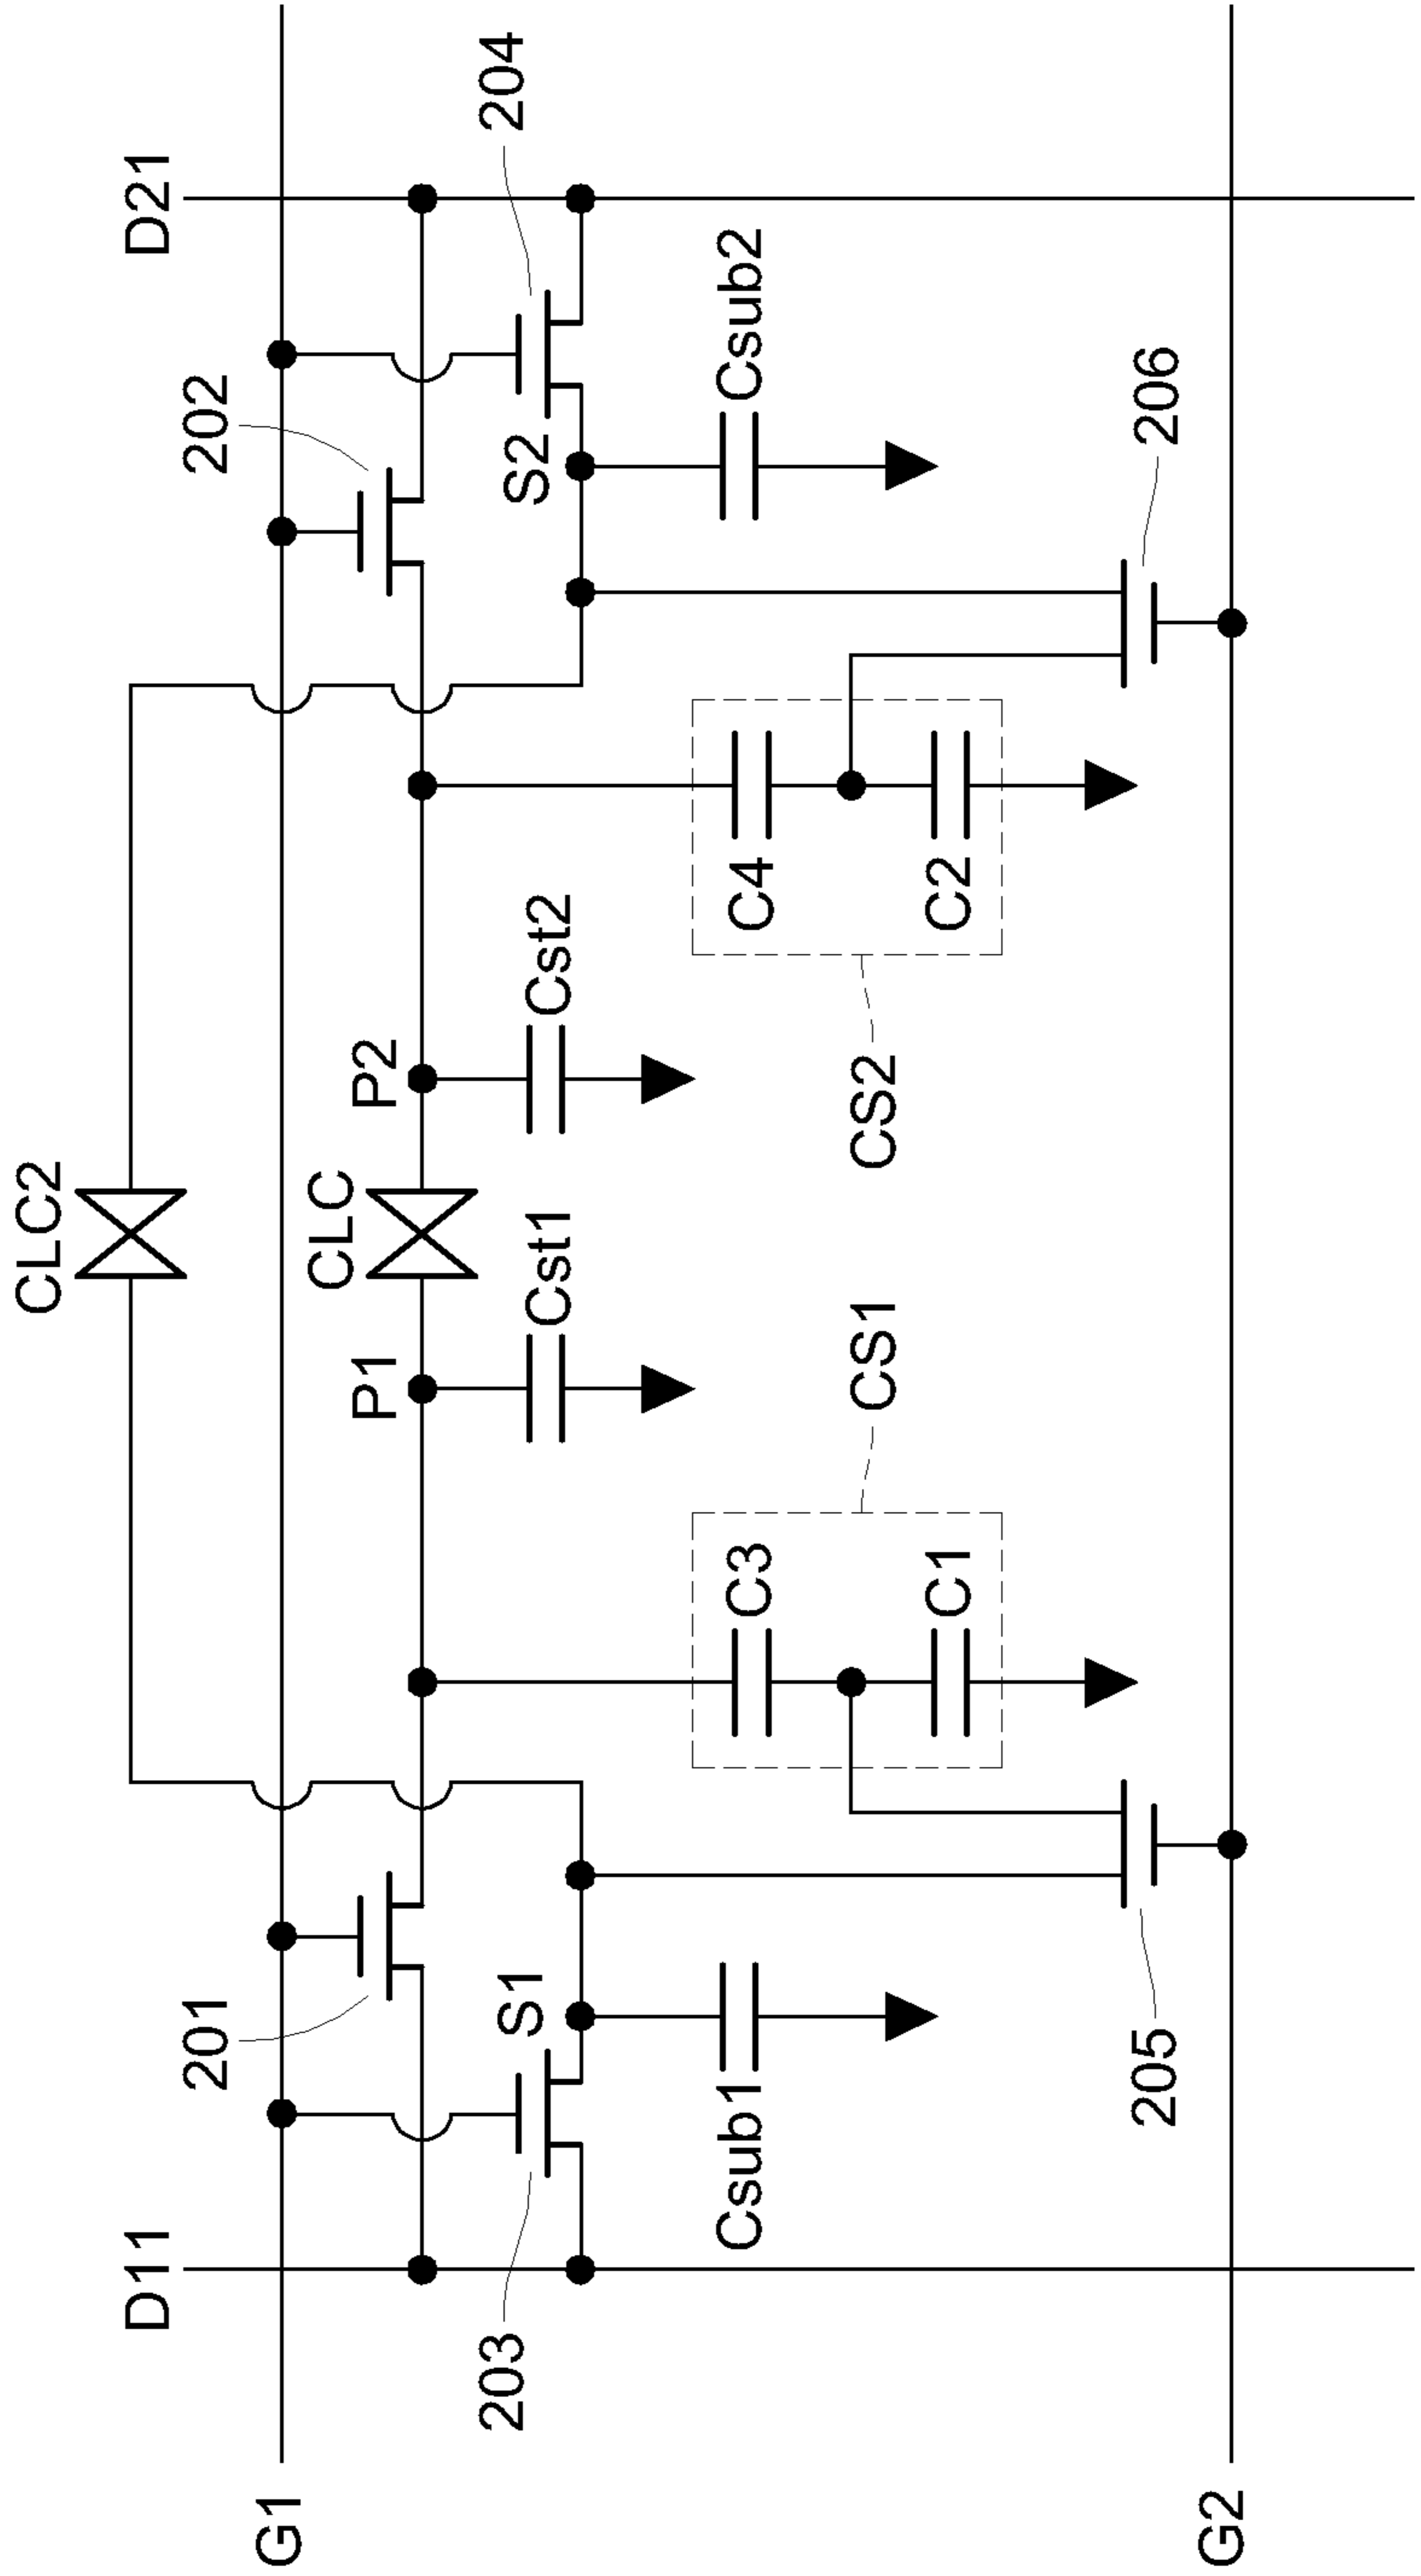 CLC2
D11
D21
G1
201
CLC
202
P1
P2
203
S1
Cst1
Cst2
S2
204
Csub1
C3
C4
Csub2
CS1
CS2
C1
C2
205
206
G2